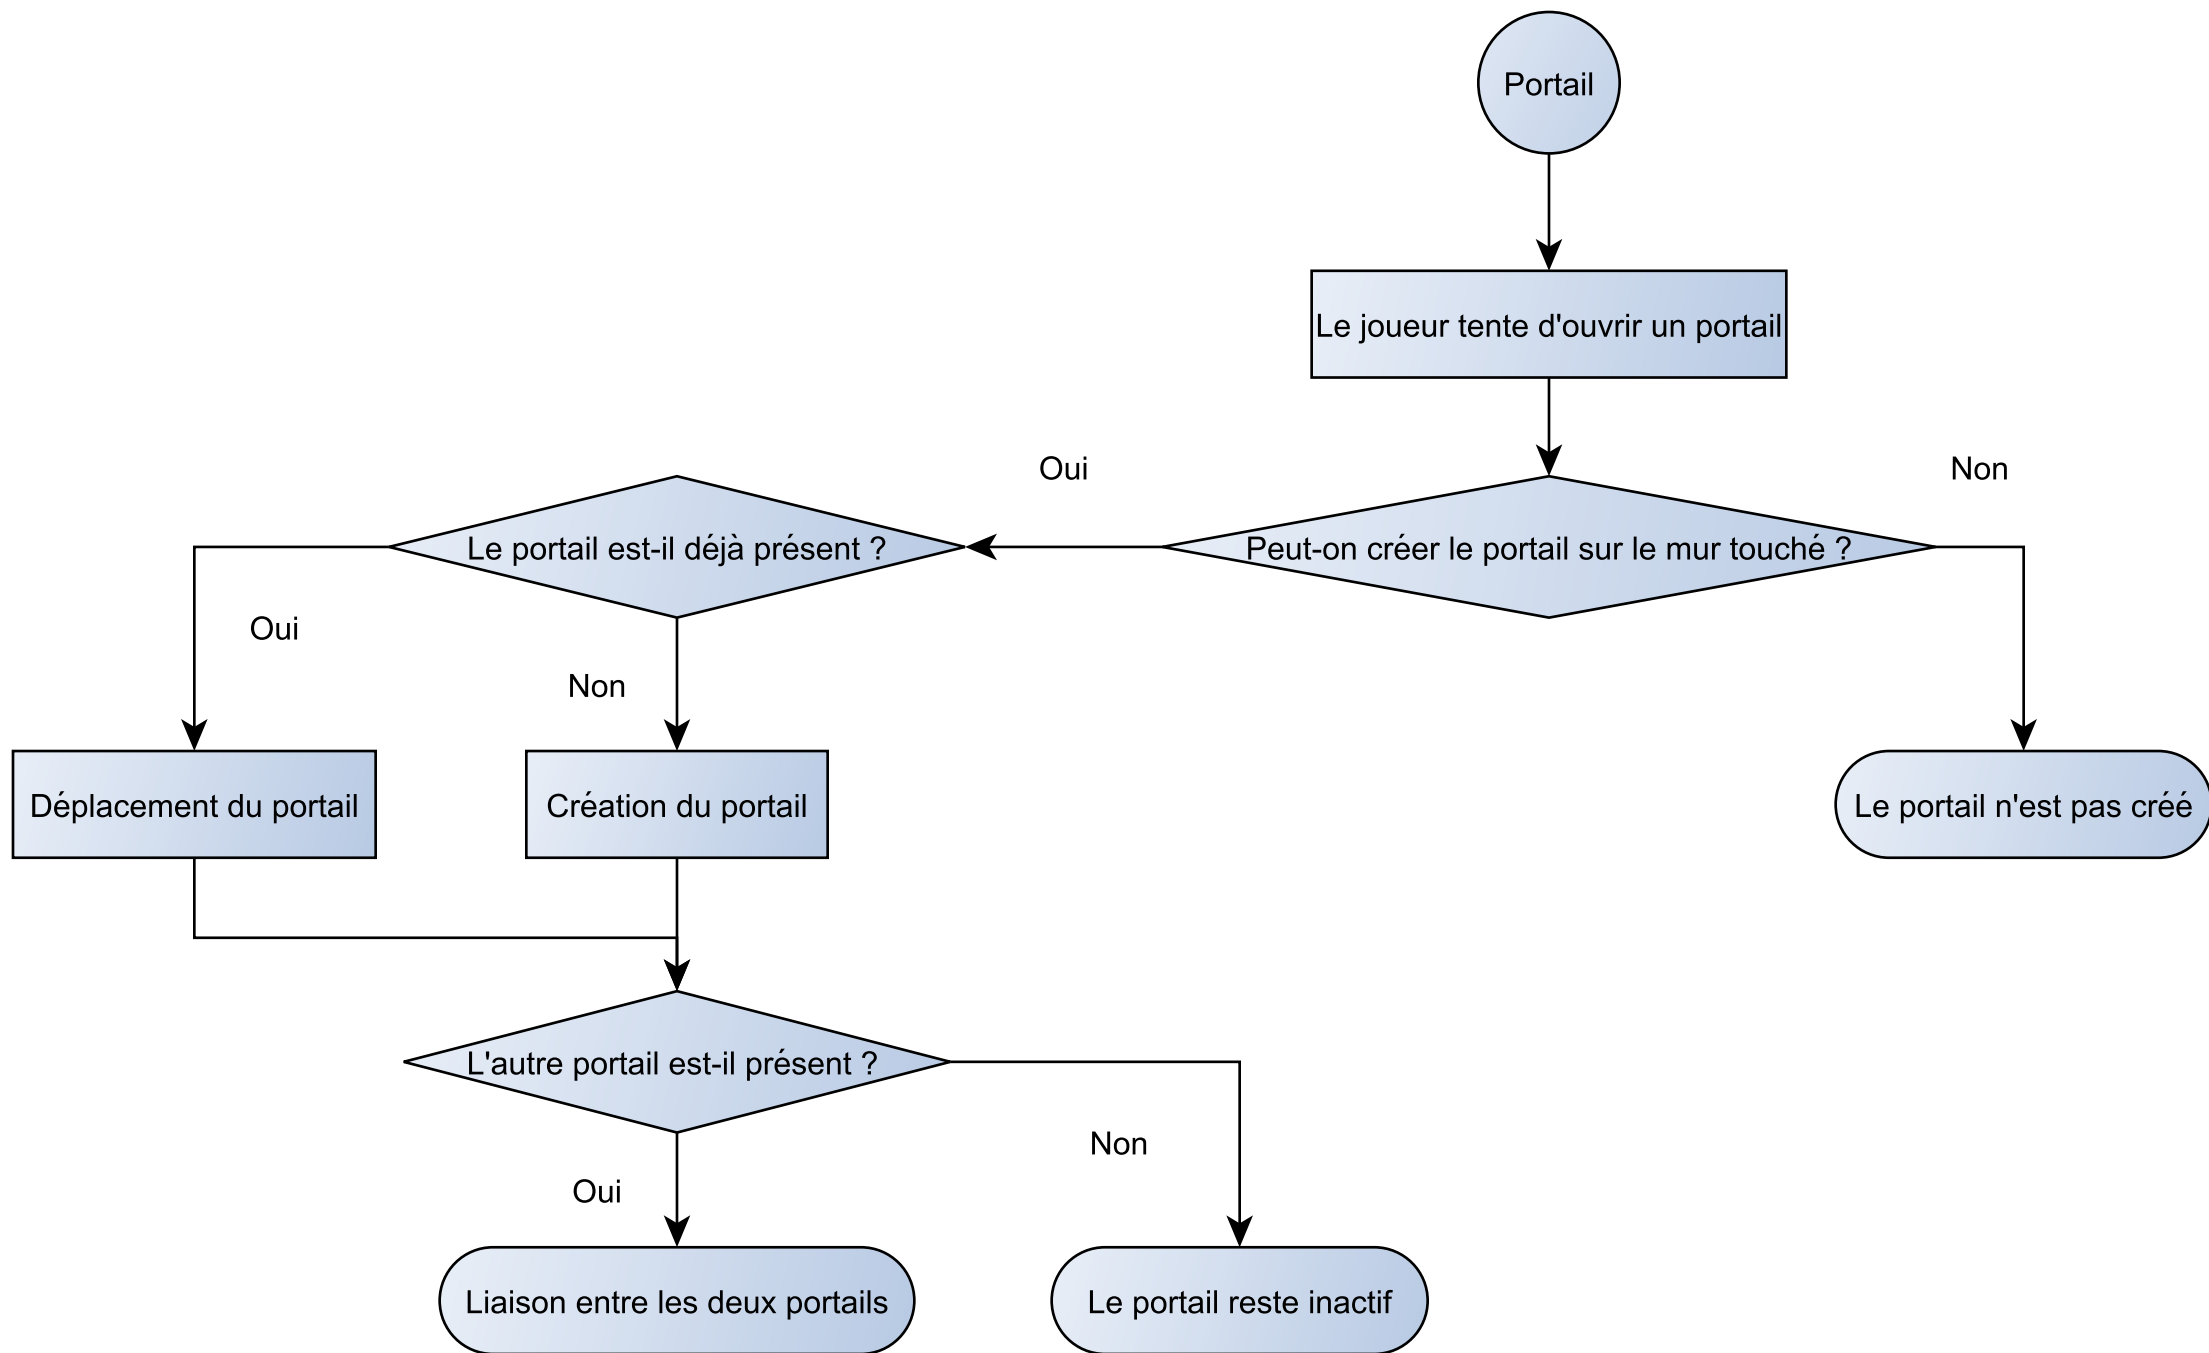 Portail
Le joueur tente d'ouvrir un portail
Oui
Non
Le portail est-il déjà présent ?
Peut-on créer le portail sur le mur touché ?
Oui
Non
Déplacement du portail
Création du portail
Le portail n'est pas créé
L'autre portail est-il présent ?
Non
Oui
Liaison entre les deux portails
Le portail reste inactif